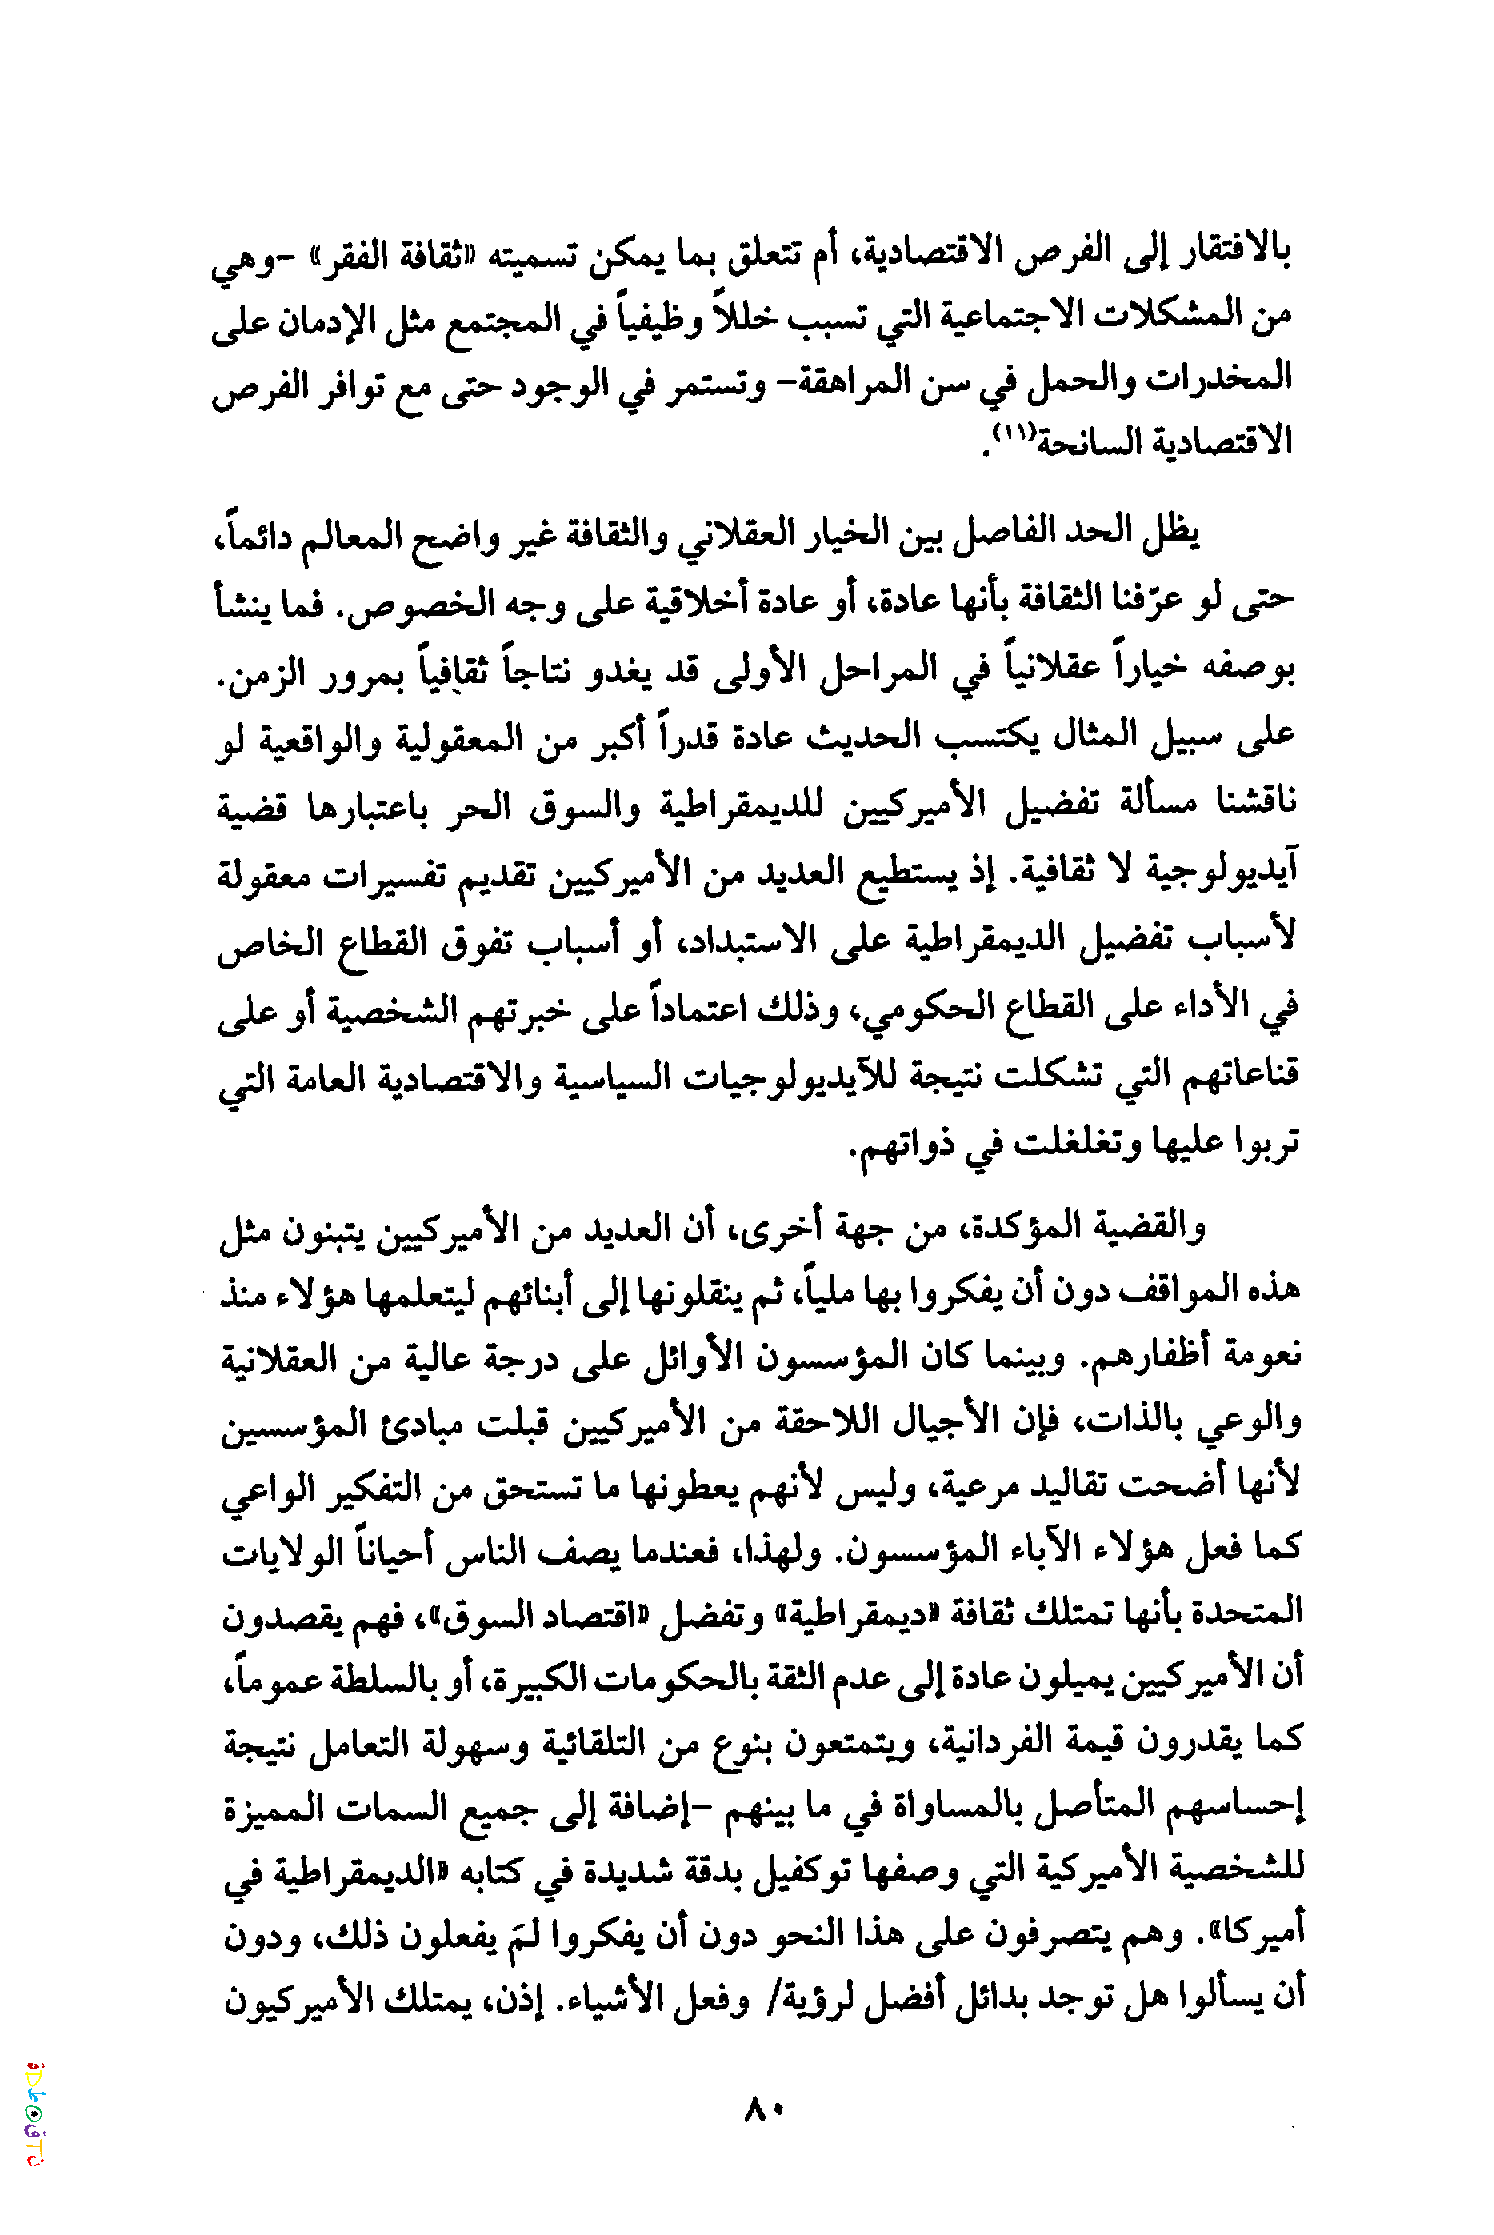 بالافتقار إلى الفرص الاقتصادية، أم تتعلق بما يمكن تسميته «ثقافة الفقر» -وهي
من المشكلات الاجتماعية التي تسبب خللاً وظيفياً في المجتمع مثل الإدمان على
المخدرات والحمل في سن المراهقة- وتستمر في الوجود حتى مع توافر الفرص
الاقتصادية السانحة(١١).
يظل الحد الفاصل بين الخيار العقلاني والثقافة غير واضح المعالم دائماً،
حتى لو عرّفنا الثقافة بأنها عادة، أو عادة أخلاقية على وجه الخصوص. فما ينشأ
بوصفه خياراً عقلانياً في المراحل الأولى قد يغدو نتاجاً ثقافياً بمرور الزمن.
على سبيل المثال يكتسب الحديث عادة قدراً أكبر من المعقولية والواقعية لو
ناقشنا مسألة تفضيل الأميركيين للديمقراطية والسوق الحر باعتبارها قضية
آيديولوجية لا ثقافية. إذ يستطيع العديد من الأميركيين تقديم تفسيرات معقولة
لأسباب تفضيل الديمقراطية على الاستبداد، أو أسباب تفوق القطاع الخاص
في الأداء على القطاع الحكومي، وذلك اعتماداً على خبرتهم الشخصية أو على
قناعاتهم التي تشكلت نتيجة للآيديولوجيات السياسية والاقتصادية العامة التي
تربوا عليها وتغلغلت في ذواتهم.
والقضية المؤكدة، من جهة أخرى، أن العديد من الأميركيين يتبنون مثل
هذه المواقف دون أن يفكروا بها ملياً، ثم ينقلونها إلى أبنائهم ليتعلمها هؤلاء منذ
نعومة أظفارهم. وبينما كان المؤسسون الأوائل على درجة عالية من العقلانية
والوعي بالذات، فإن الأجيال اللاحقة من الأميركيين قبلت مبادئ المؤسسين
لأنها أضحت تقاليد مرعية، وليس لأنهم يعطونها ما تستحق من التفكير الواعي
كما فعل هؤلاء الآباء المؤسسون. ولهذا، فعندما يصف الناس أحياناً الولايات
المتحدة بأنها تمتلك ثقافة «ديمقراطية» وتفضل «اقتصاد السوق»، فهم يقصدون
أن الأميركيين يميلون عادة إلى عدم الثقة بالحكومات الكبيرة، أو بالسلطة عموماً،
كما يقدرون قيمة الفردانية، ويتمتعون بنوع من التلقائية وسهولة التعامل نتيجة
إحساسهم المتأصل بالمساواة في ما بينهم -إضافة إلى جميع السمات المميزة
للشخصية الأميركية التي وصفها توكفيل بدقة شديدة في كتابه «الديمقراطية في
أميركا». وهم يتصرفون على هذا النحو دون أن يفكروا لمَ يفعلون ذلك، ودون
أن يسألوا هل توجد بدائل أفضل لرؤية/ وفعل الأشياء. إذن، يمتلك الأميركيون
٨٠